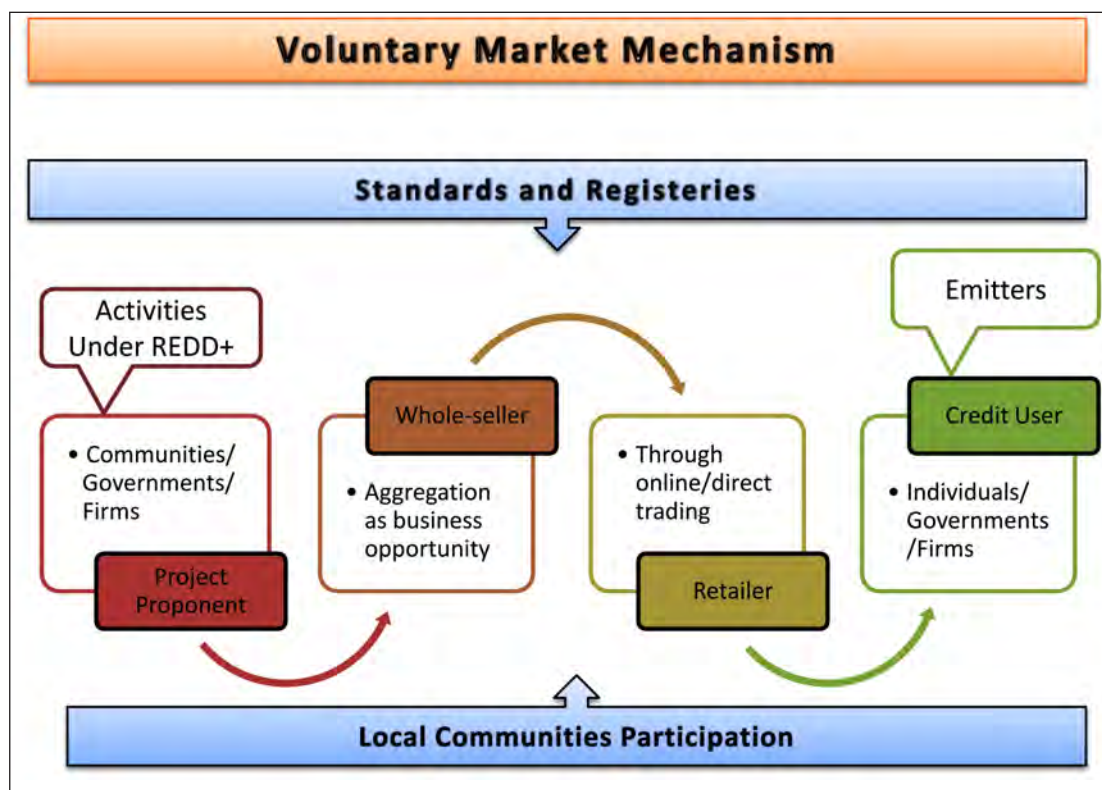 Voluntary Market Mechanism
Standards and Registeries
Activities
Under REDD+
• Communities/
Governments/
Firms
Project
Proponent
Whole-seller
• Aggregation
as business
opportunity
• Through
online/direct
trading
Retailer
Emitters
Credit User
• Individuals/
Governments
/Firms
Local Communities Participation